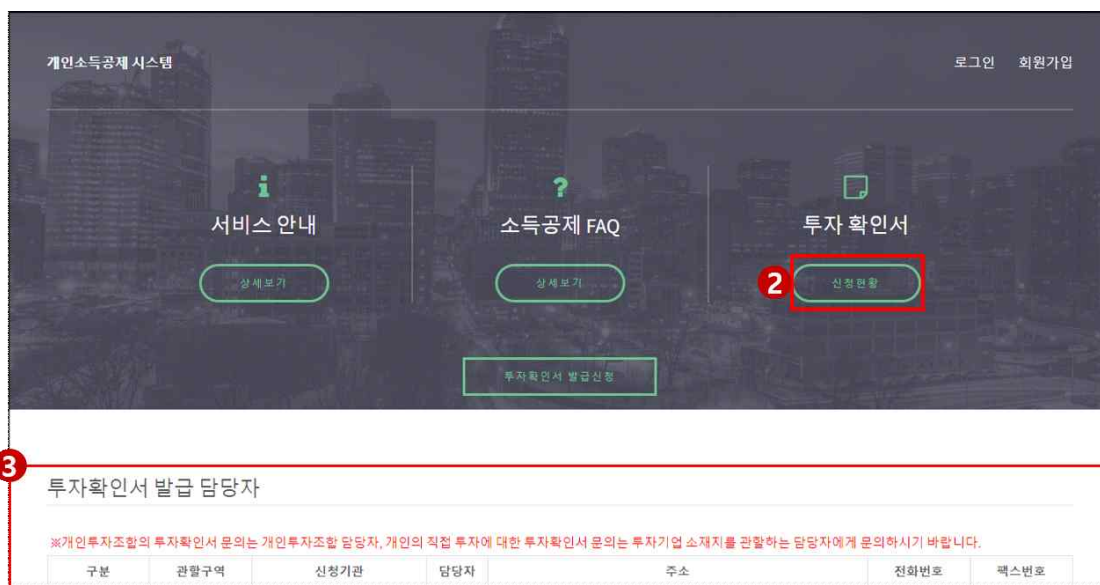 개인소득공제 시스템
로그인 회원가입
서비스 안내 소득공제 FAQ 투자 확인서
상세보기 상세보기 2 신청현황
투자확인서 발급신청
3
투자확인서 발급 담당자
※개인투자조합의 투자확인서 문의는 개인투자조합 담당자, 개인의 직접 투자에 대한 투자확인서 문의는 투자기업 소재지를 관할하는 담당자에게 문의하시기 바랍니다.
구분 관할구역 신청기관 담당자 주소 전화번호 팩스번호